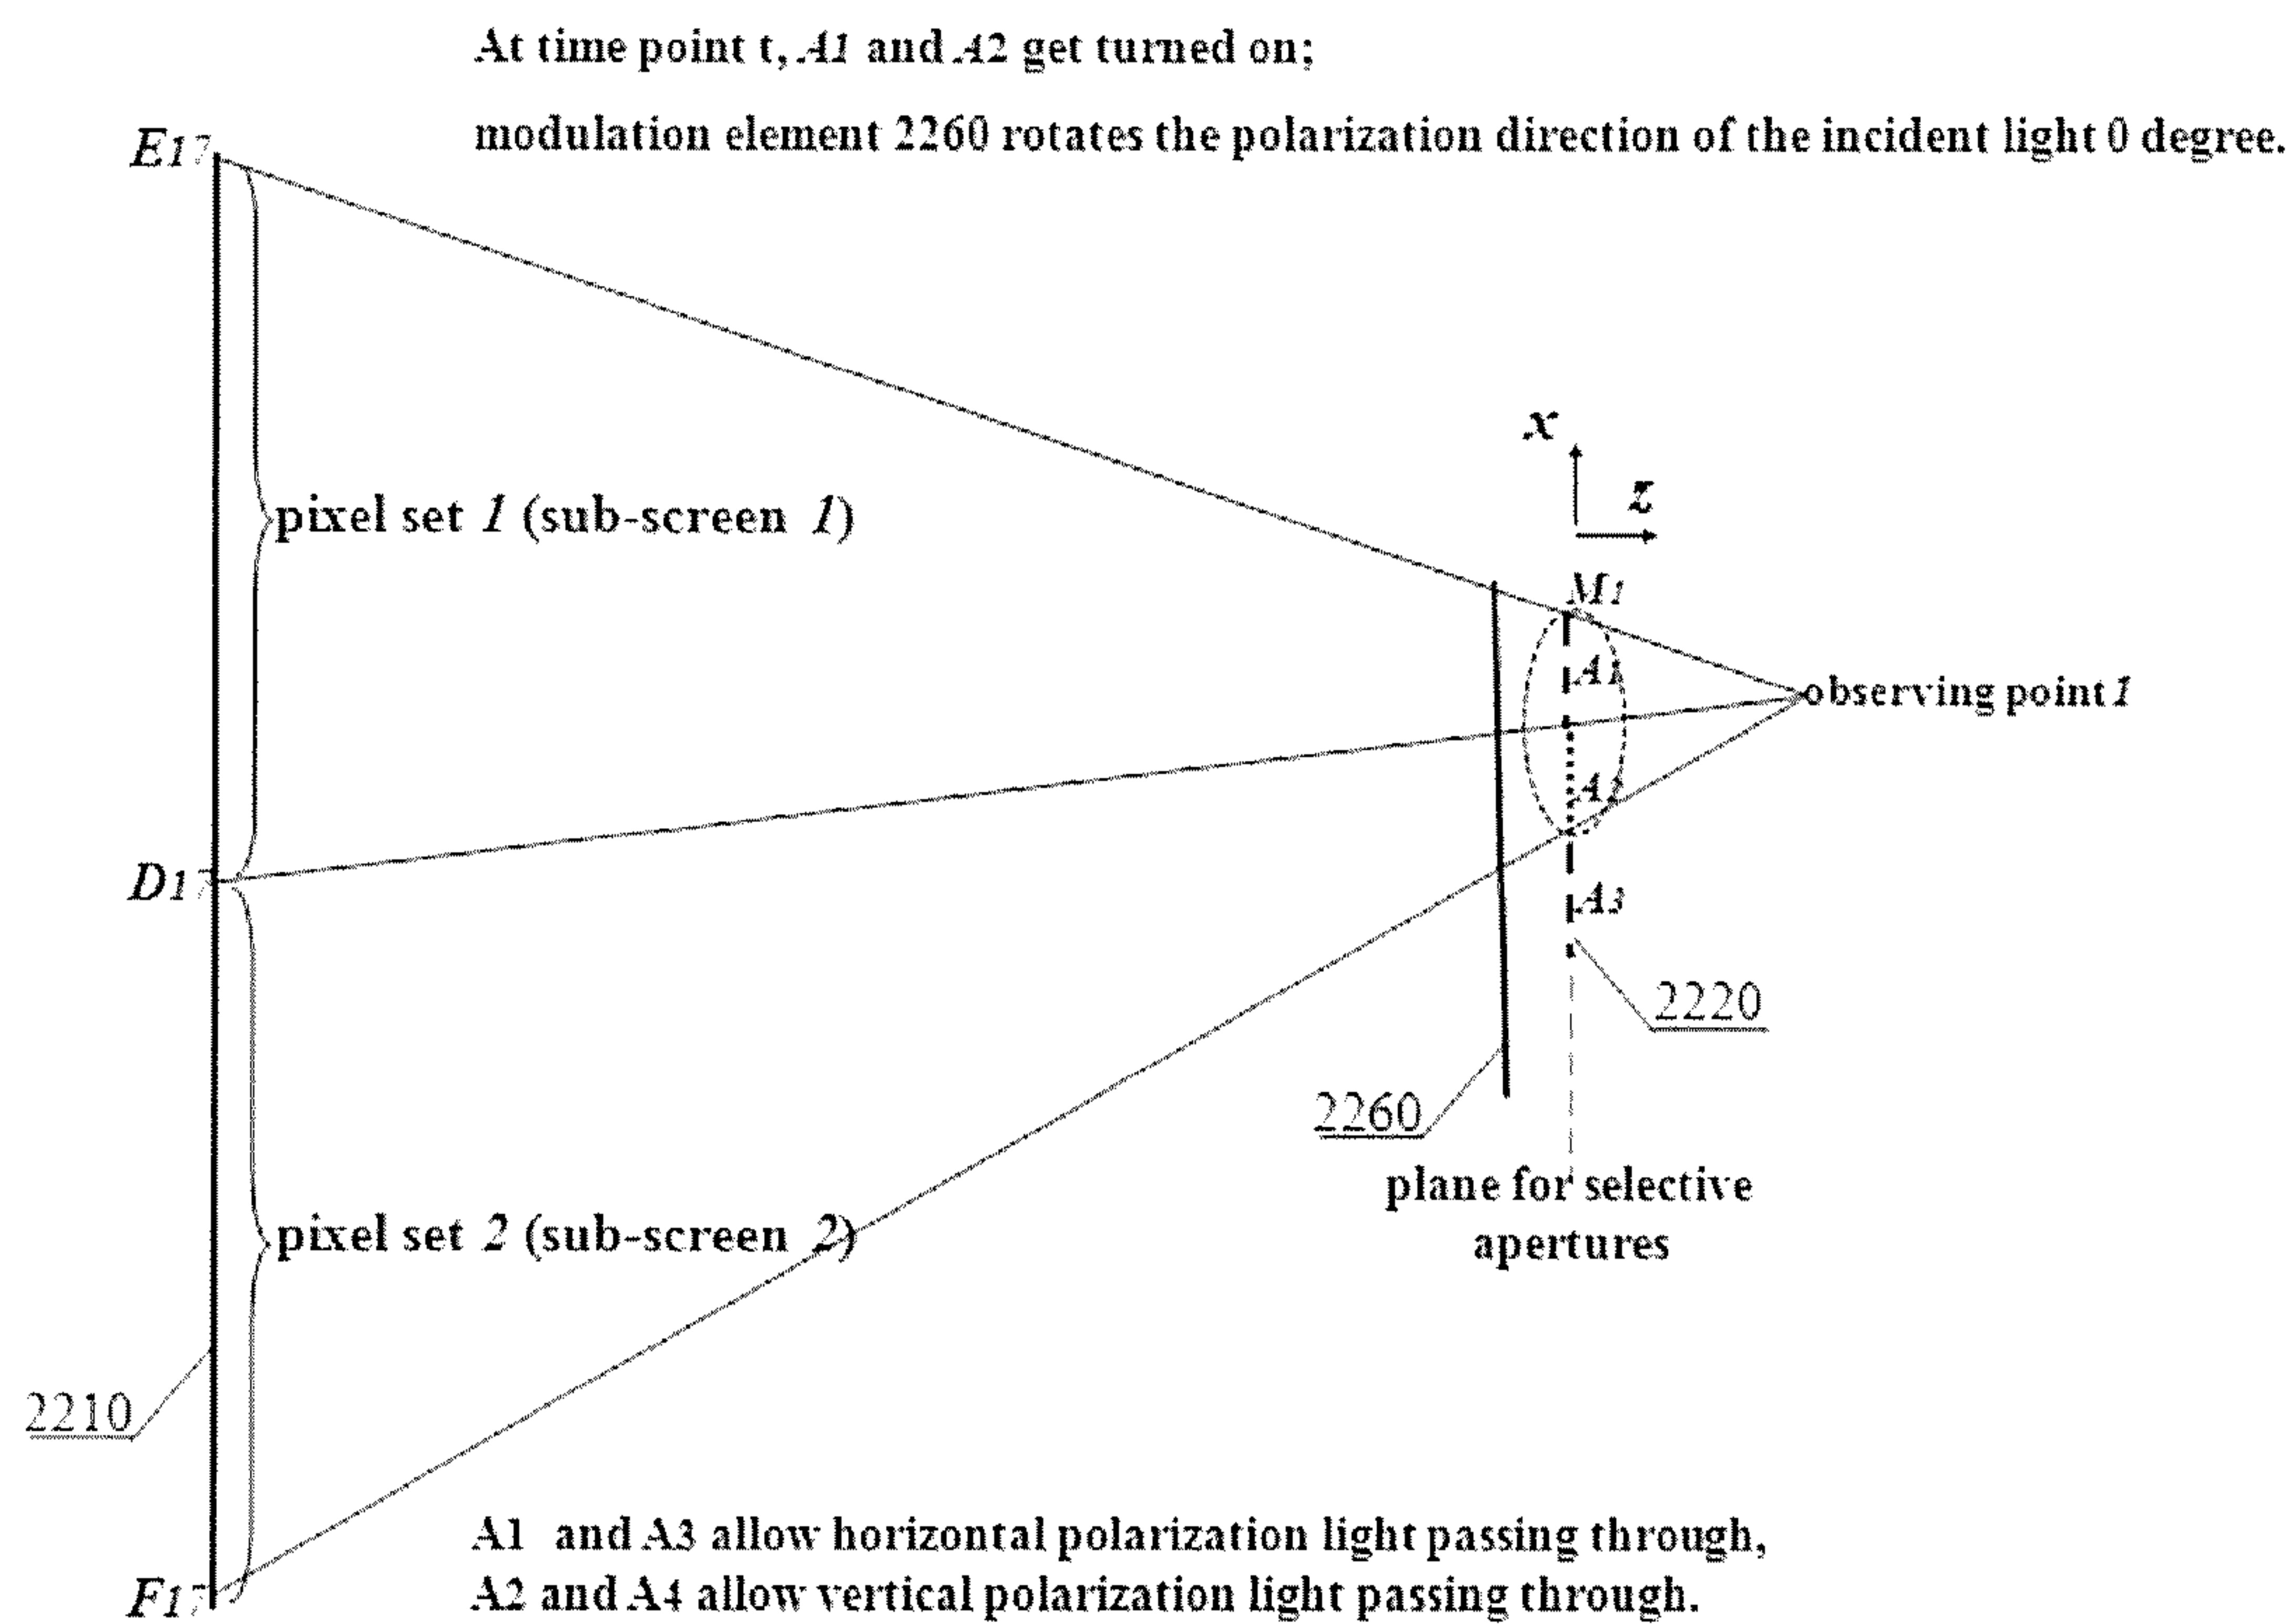 At time point t, A1 and A2 get turned on;
modulation element 2260 rotates the polarization direction of the incident light 0 degree.
E17
pixel set 1 (sub-screen 1)
x
z
M1
A1
observing point1
A2
D17
A3
2220
2260
plane for selective
apertures
pixel set 2 (sub-screen 2)
2210
F17
A1 and A3 allow horizontal polarization light passing through,
A2 and A4 allow vertical polarization light passing through.